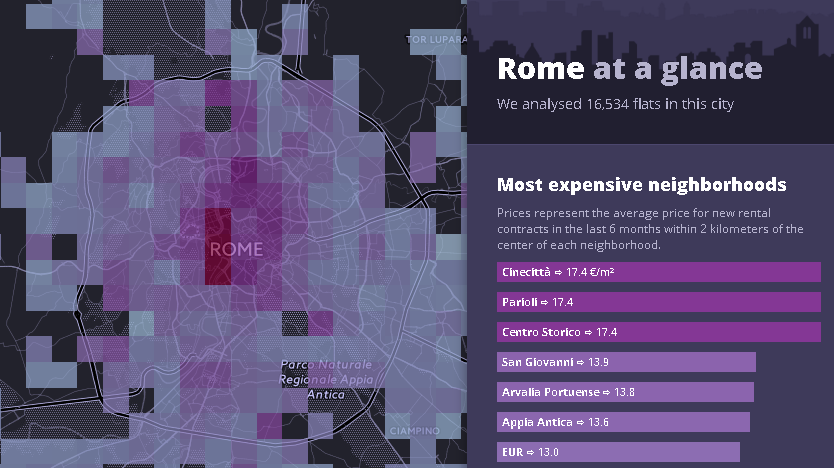 TOR LUPARA
ROME
Parco Naturale
Regionale Appia
Antica
CIAMPINO
Rome at a glance
We analysed 16,534 flats in this city
Most expensive neighborhoods
Prices represent the average price for new rental
contracts in the last 6 months within 2 kilometers of the
center of each neighborhood.
Cinecittà ⇨ 17.4 €/m²
Parioli ⇨ 17.4
Centro Storico ⇨ 17.4
San Giovanni ⇨ 13.9
Arvalia Portuense ⇨ 13.8
Appia Antica ⇨ 13.6
EUR ⇨ 13.0